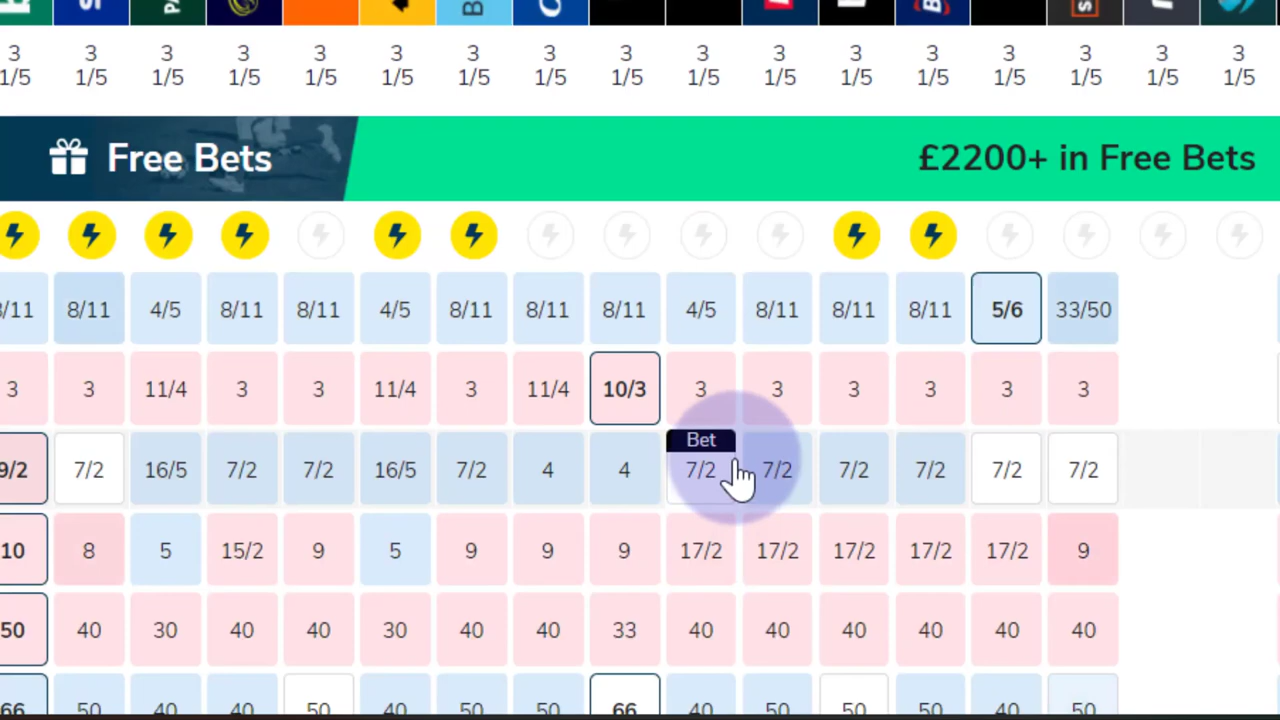 3 3 3 3 3 3 3 3 3 3 3 3 3 3 3 3 3
1/5 1/5 1/5 1/5 1/5 1/5 1/5 1/5 1/5 1/5 1/5 1/5 1/5 1/5 1/5 1/5 1/5
Free Bets £2200+ in Free Bets
8/11 4/5 8/11 8/11 4/5 8/11 8/11 8/11 4/5 8/11 8/11 8/11 5/6 33/50
3 3 11/4 3 3 11/4 3 11/4 10/3 3 3 3 3 3 3
Bet
9/2 7/2 16/5 7/2 7/2 16/5 7/2 4 4 7/2 7/2 7/2 7/2 7/2 7/2
10 8 5 15/2 9 5 9 9 9 17/2 17/2 17/2 17/2 17/2 9
50 40 30 40 40 30 40 40 33 40 40 40 40 40 40
66 50 40 40 50 40 50 50 66 40 50 50 50 40 50